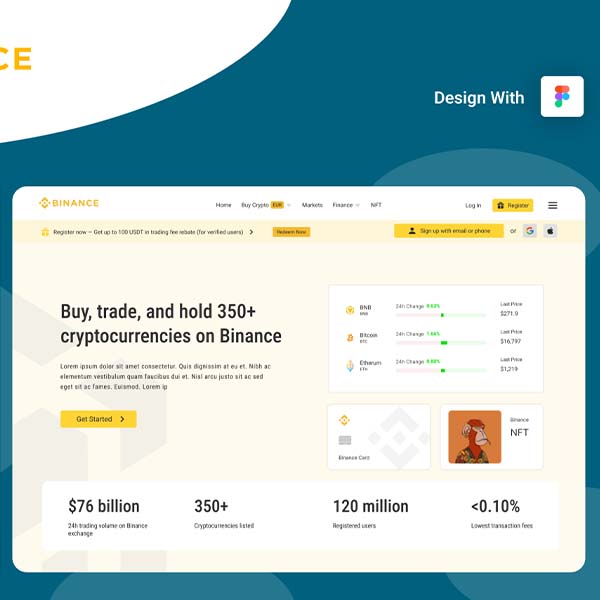 CE
Design With
BINANCE
Home Buy Crypto EUR Markets Finance NFT Log in Register
Register now — Get up to 100 USDT in trading fee rebate (for verified users) Redeem Now Sign up with email or phone or
Buy, trade, and hold 350+
cryptocurrencies on Binance
Lorem ipsum dolor sit amet consectetur. Quis dignissim at eu et. Nibh ac
elementum vestibulum quam faucibus dui et. Nisl arcu justo sit ac sed
eget sit ac fames. Euismod. Lorem ip
Get Started
BNB
BNB
24h Change 0.63%
Last Price
$271.9
Bitcoin
BTC
24h Change 1.66%
Last Price
$16,797
Etherum
ETH
24h Change 0.80%
Last Price
$1,219
Binance Card
Binance
NFT
$76 billion
24h trading volume on Binance
exchange
350+
Cryptocurrencies listed
120 million
Registered users
<0.10%
Lowest transaction fees